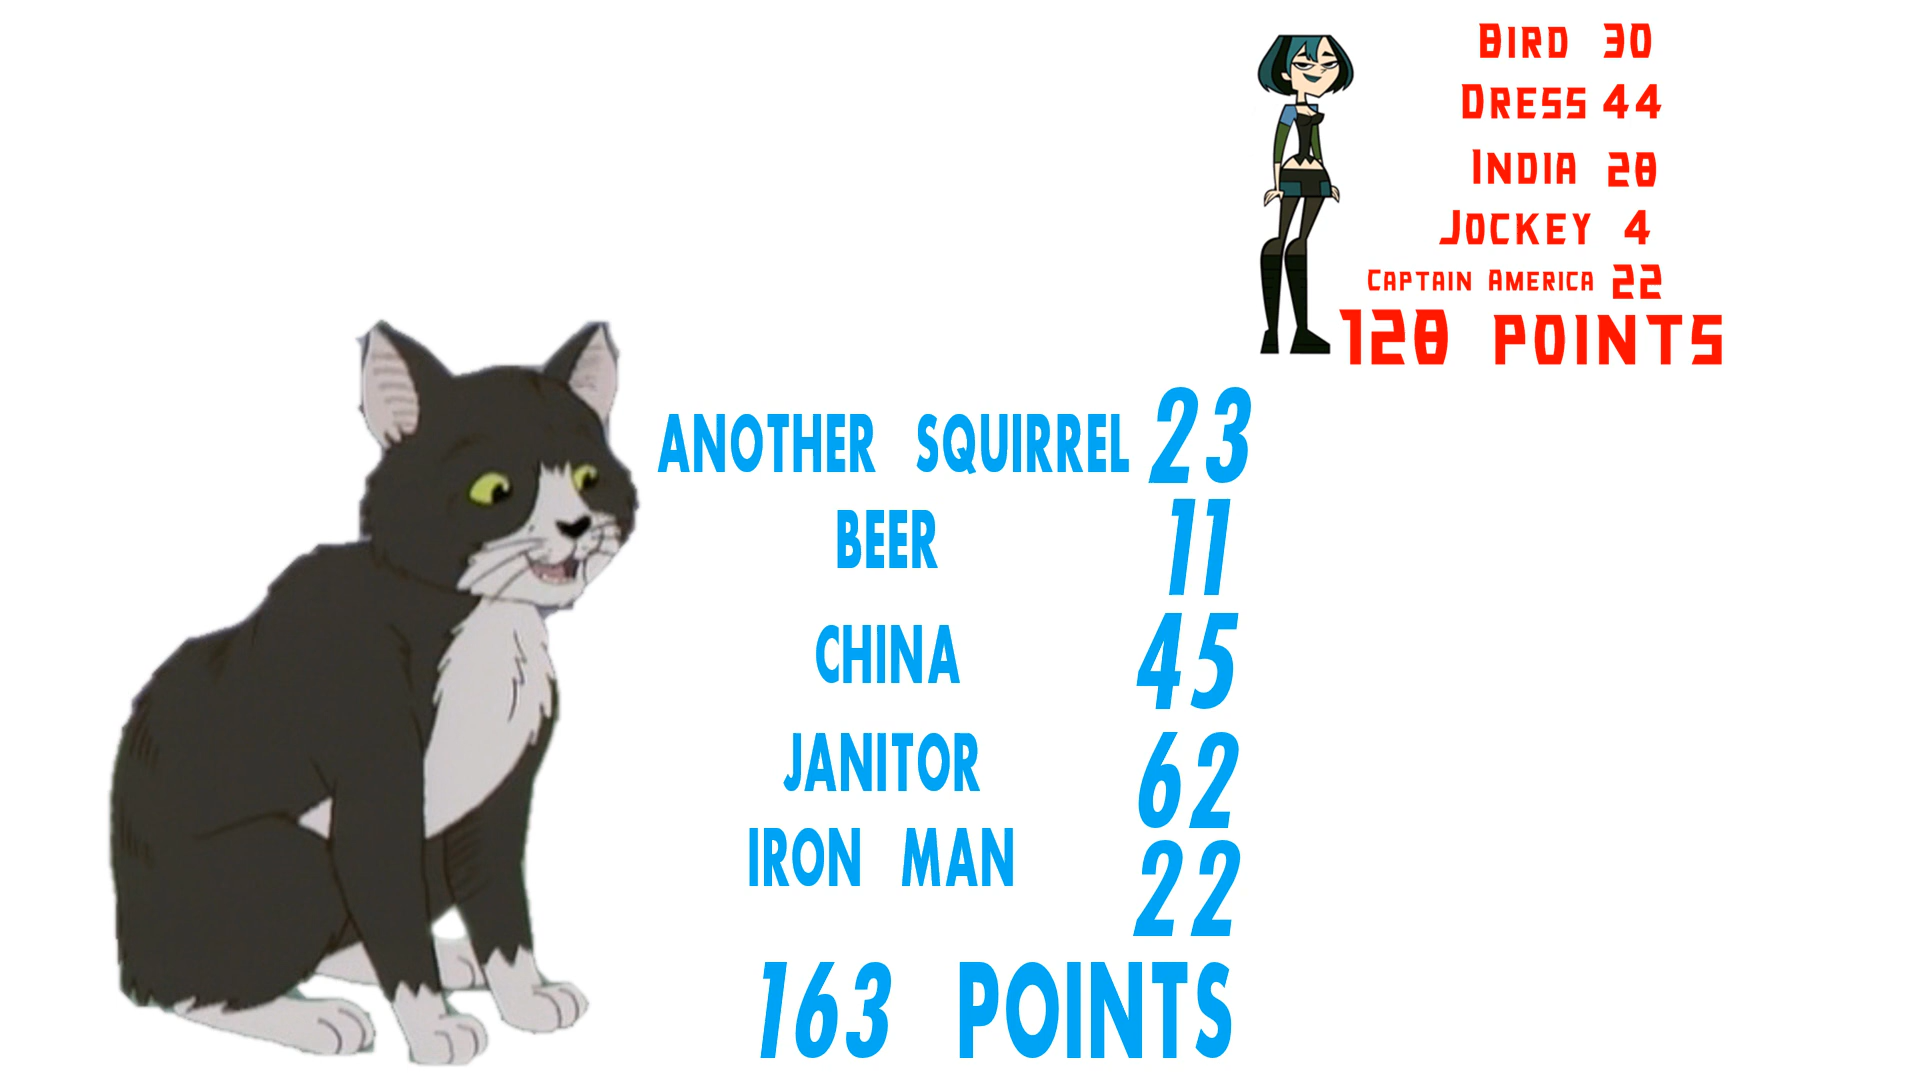 Bird 30
Dress 44
India 28
Jockey 4
Captain America 22
128 POINTS
ANOTHER SQUIRREL 23
BEER 11
CHINA 45
JANITOR 62
IRON MAN 22
163 POINTS